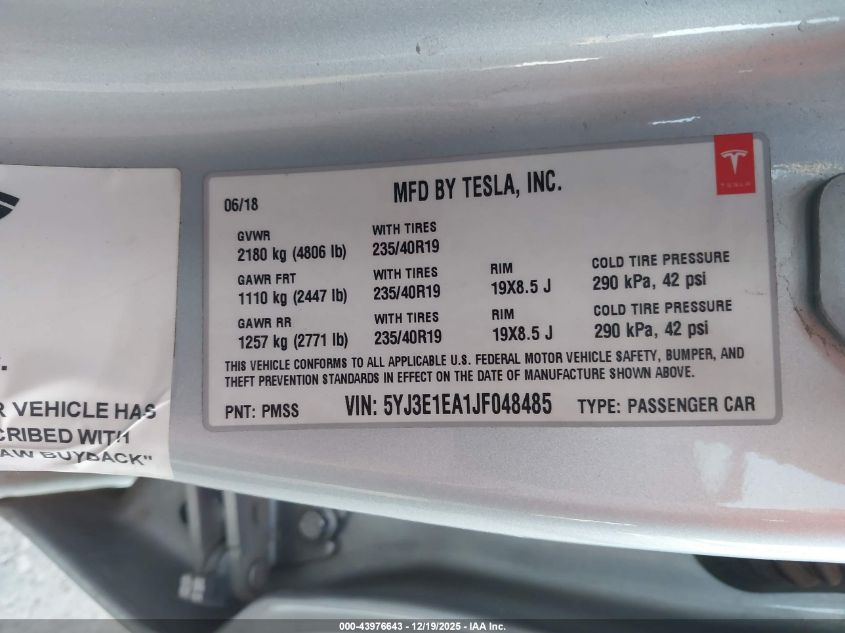 06/18
MFD BY TESLA, INC.
TESLA
GVWR
WITH TIRES
2180 kg (4806 lb)
235/40R19
GAWR FRT
WITH TIRES
RIM
COLD TIRE PRESSURE
1110 kg (2447 lb)
235/40R19
19X8.5 J
290 kPa, 42 psi
GAWR RR
WITH TIRES
RIM
COLD TIRE PRESSURE
1257 kg (2771 lb)
235/40R19
19X8.5 J
290 kPa, 42 psi
THIS VEHICLE CONFORMS TO ALL APPLICABLE U.S. FEDERAL MOTOR VEHICLE SAFETY, BUMPER, AND
THEFT PREVENTION STANDARDS IN EFFECT ON THE DATE OF MANUFACTURE SHOWN ABOVE.
PNT: PMSS
VIN: 5YJ3E1EA1JF048485
TYPE: PASSENGER CAR
R VEHICLE HAS
CRIBED WITH
AW BUYBACK"
000-43976643 • 12/19/2025 • IAA Inc.